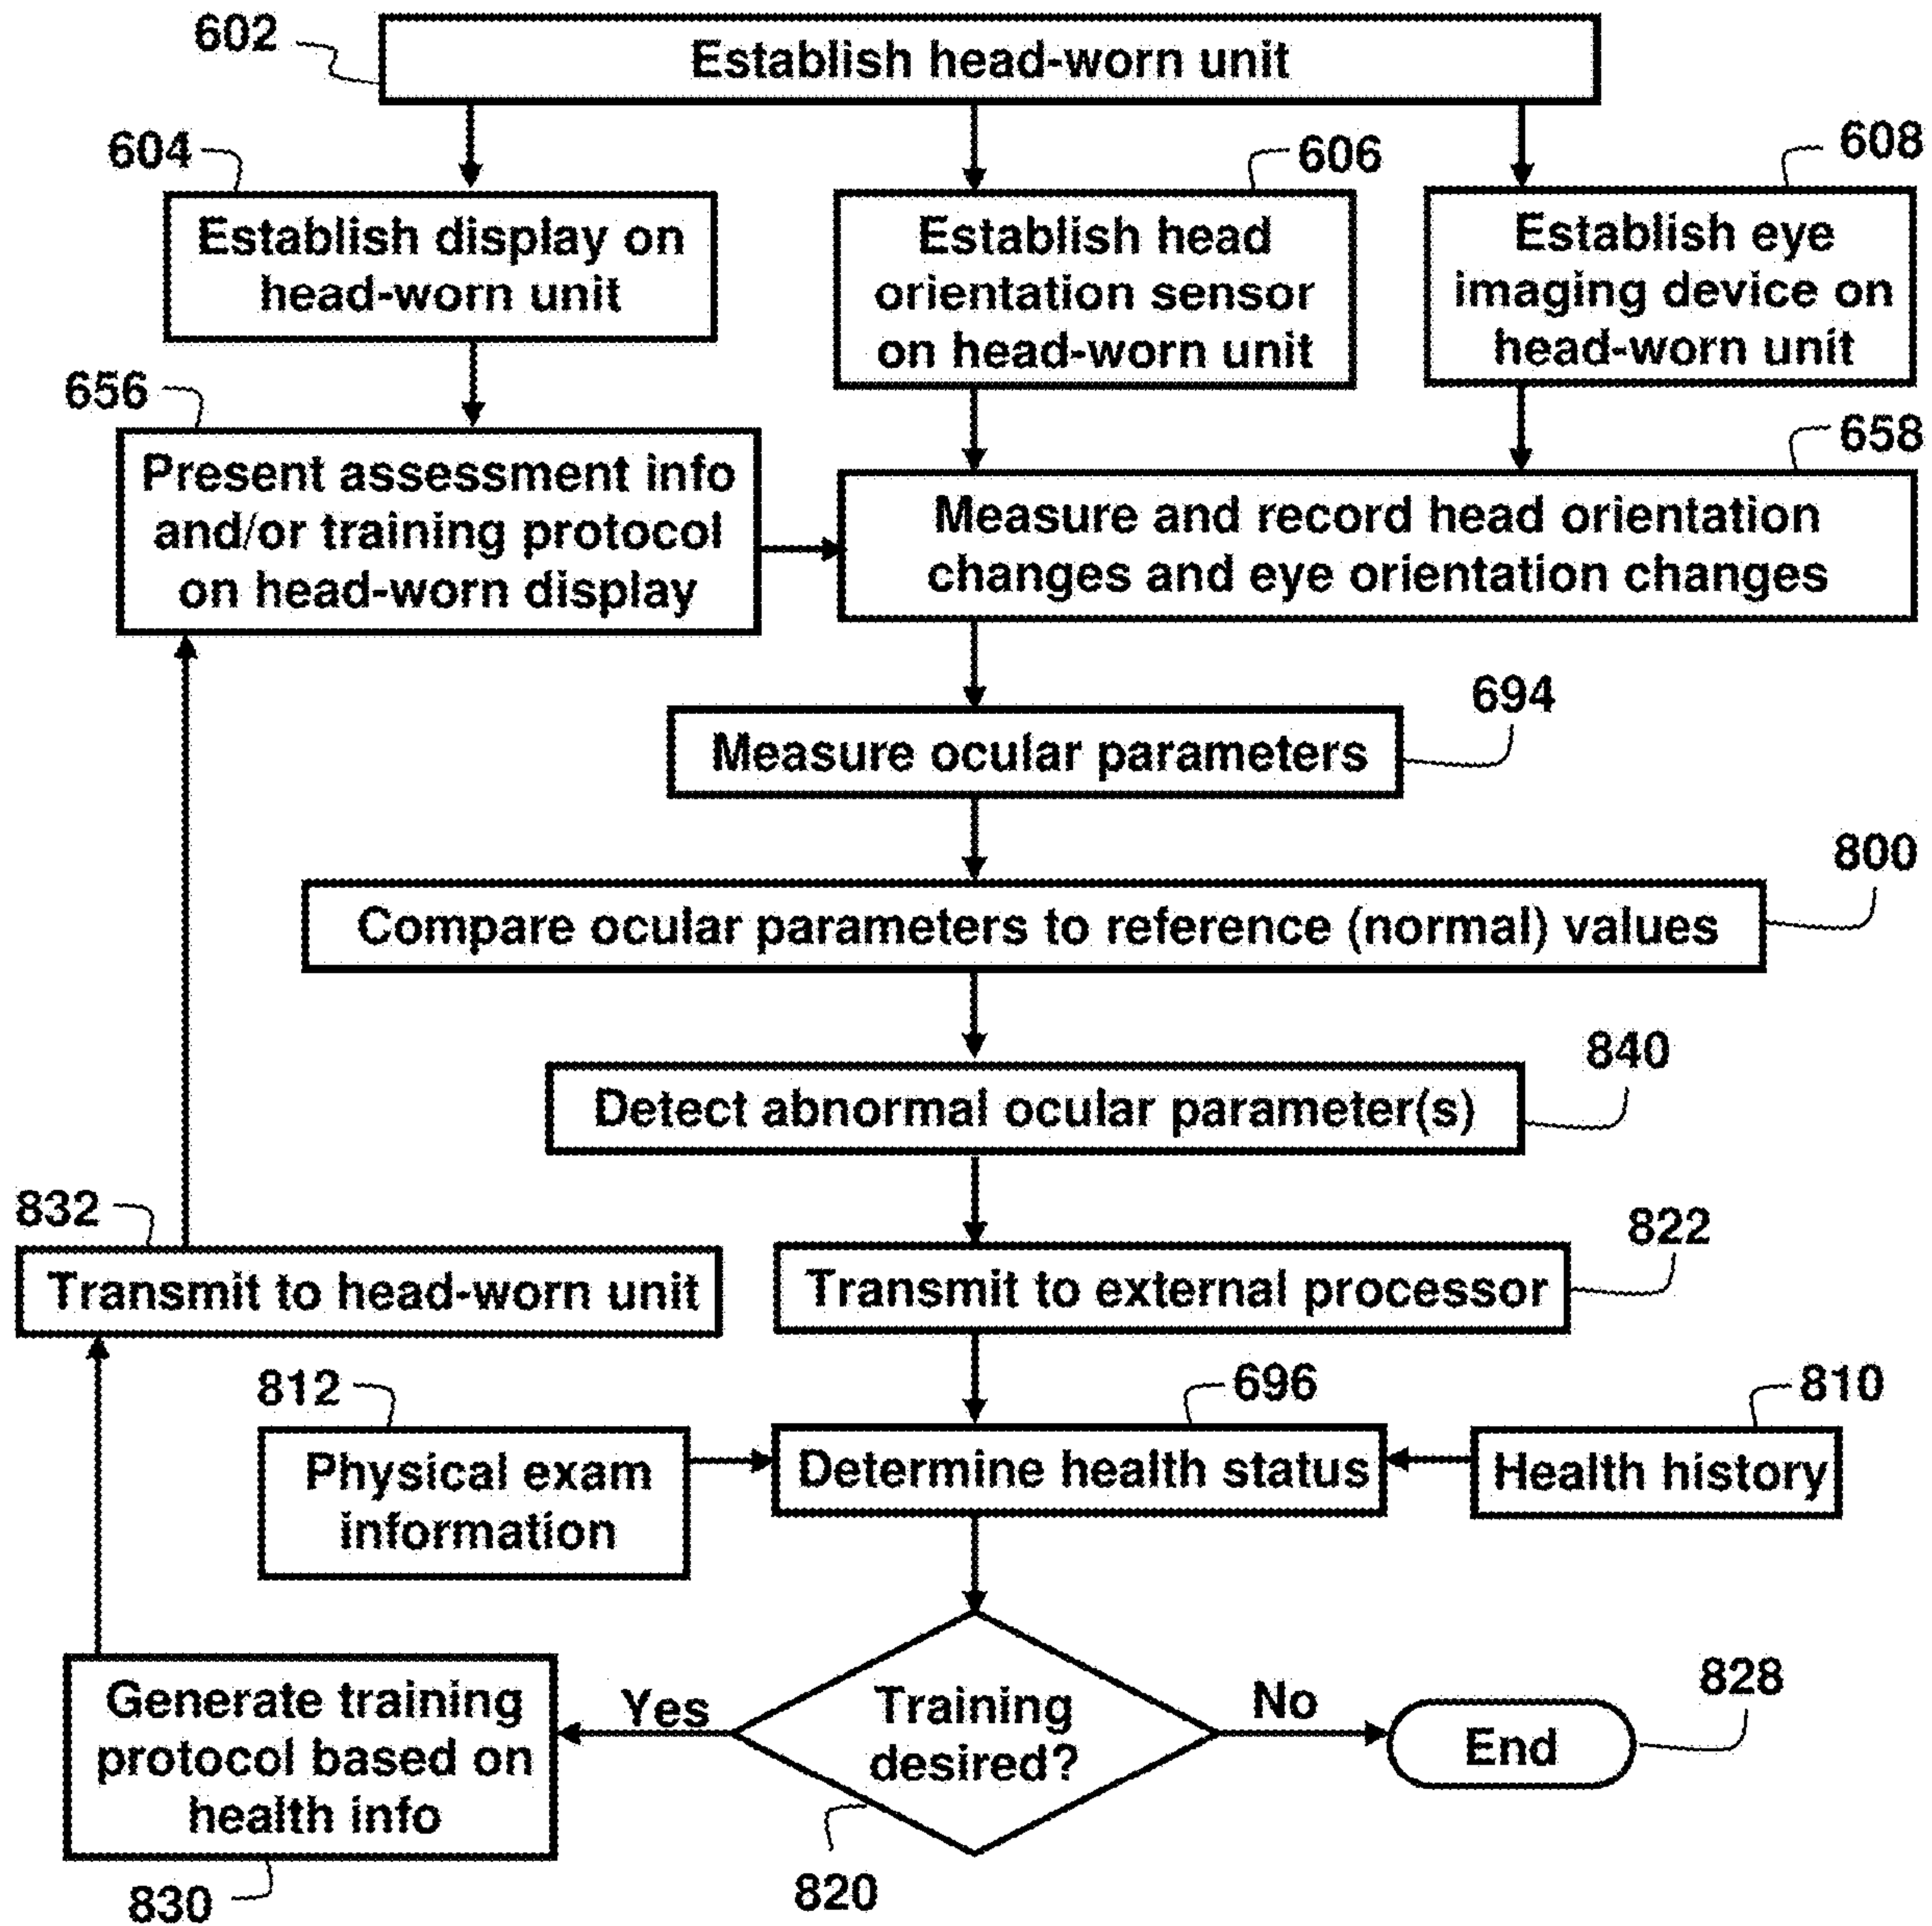 602
Establish head-worn unit
604
606
608
Establish display on
head-worn unit
Establish head
orientation sensor
on head-worn unit
Establish eye
imaging device on
head-worn unit
656
658
Present assessment info
and/or training protocol
on head-worn display
Measure and record head orientation
changes and eye orientation changes
694
Measure ocular parameters
800
Compare ocular parameters to reference (normal) values
840
Detect abnormal ocular parameter(s)
832
822
Transmit to head-worn unit
Transmit to external processor
812
696
810
Physical exam
information
Determine health status
Health history
Generate training
protocol based on
health info
Yes
Training
desired?
No
828
End
830
820